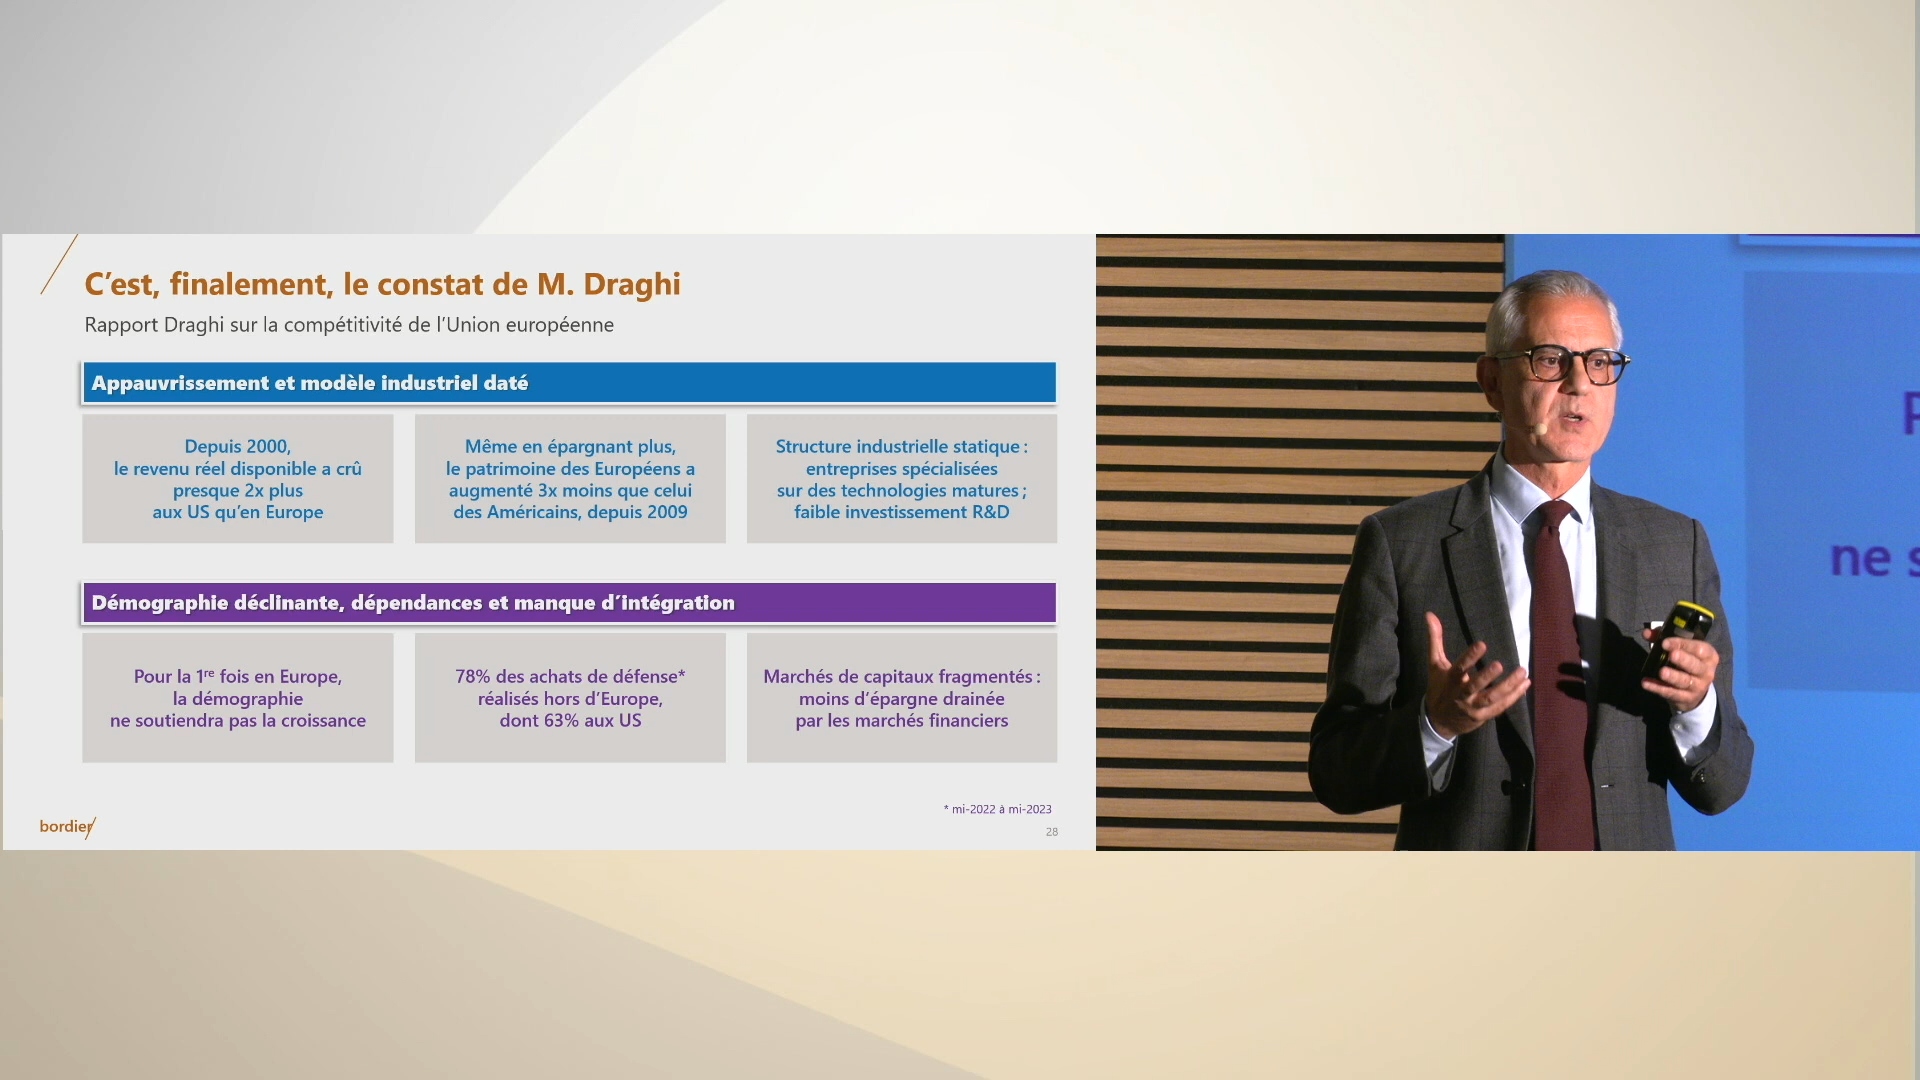 C’est, finalement, le constat de M. Draghi
Rapport Draghi sur la compétitivité de l’Union européenne
Appauvrissement et modèle industriel daté
Depuis 2000,
le revenu réel disponible a crû
presque 2x plus
aux US qu’en Europe
Même en épargnant plus,
le patrimoine des Européens a
augmenté 3x moins que celui
des Américains, depuis 2009
Structure industrielle statique :
entreprises spécialisées
sur des technologies matures ;
faible investissement R&D
Démographie déclinante, dépendances et manque d’intégration
Pour la 1re fois en Europe,
la démographie
ne soutiendra pas la croissance
78% des achats de défense*
réalisés hors d’Europe,
dont 63% aux US
Marchés de capitaux fragmentés :
moins d’épargne drainée
par les marchés financiers
* mi-2022 à mi-2023
bordier
28
ne s